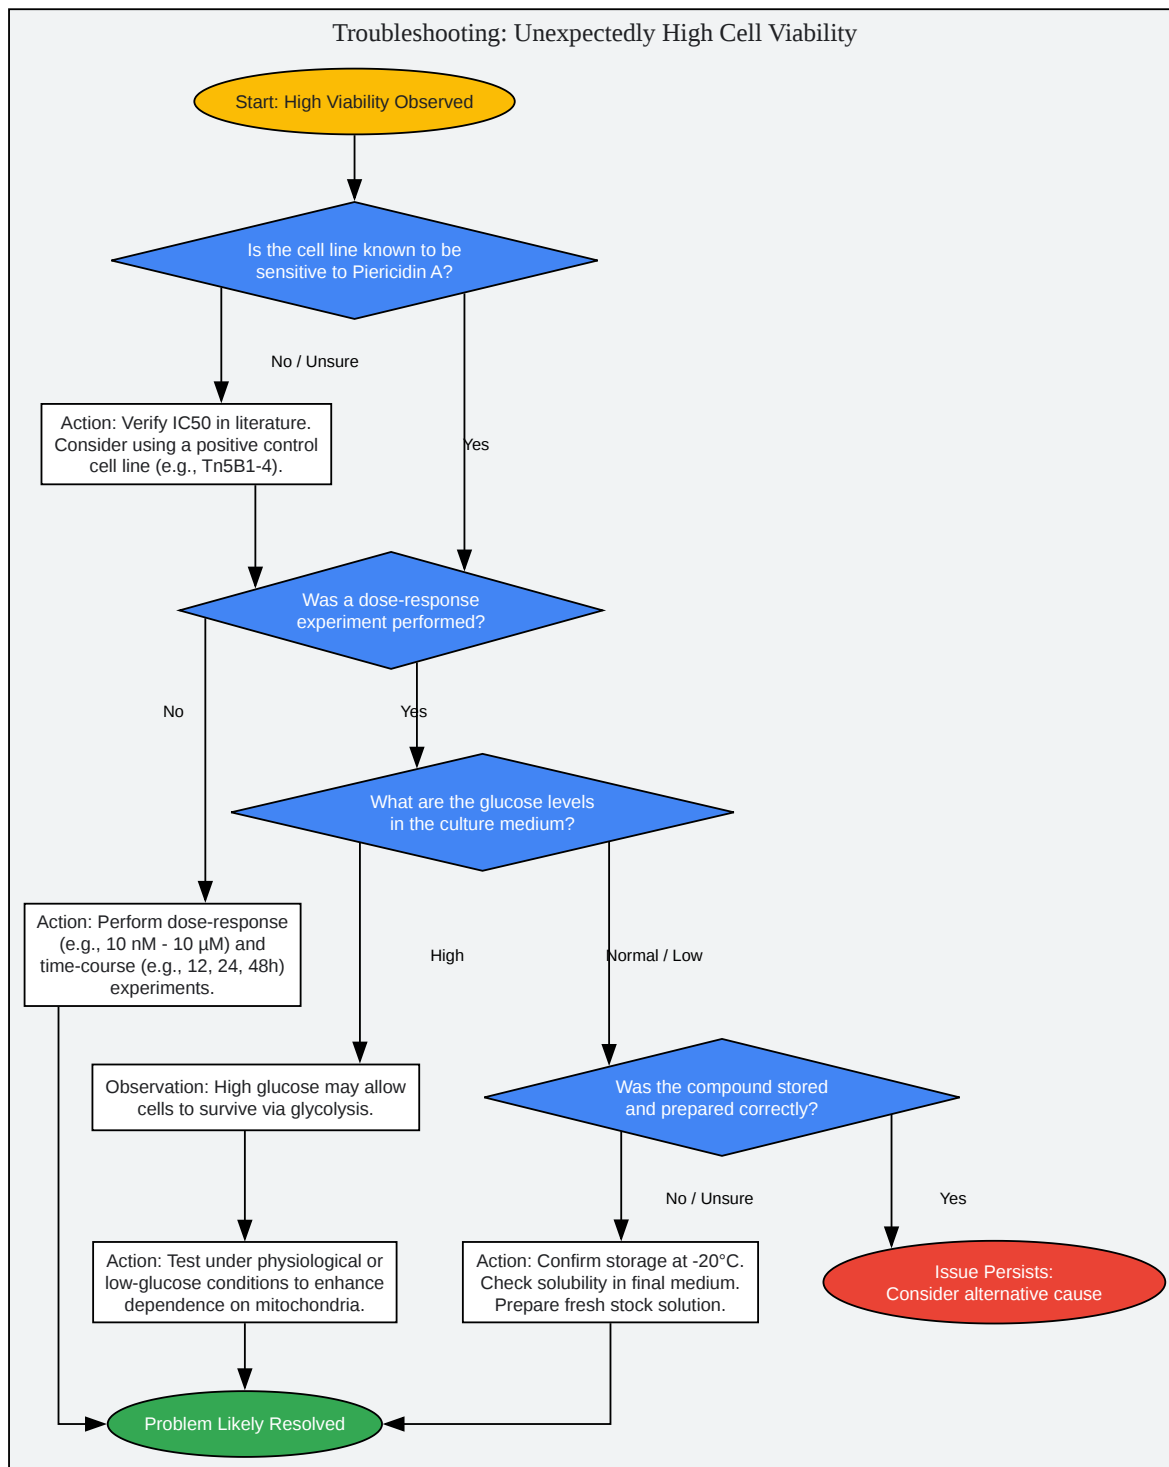 Troubleshooting: Unexpectedly High Cell Viability
Start: High Viability Observed
Is the cell line known to be
sensitive to Piericidin A?
No / Unsure
Action: Verify IC50 in literature.
Consider using a positive control
cell line (e.g., Tn5B1-4).
Yes
Was a dose-response
experiment performed?
No
Yes
What are the glucose levels
in the culture medium?
Action: Perform dose-response
(e.g., 10 nM - 10 µM) and
time-course (e.g., 12, 24, 48h)
experiments.
High
Normal / Low
Observation: High glucose may allow
cells to survive via glycolysis.
Was the compound stored
and prepared correctly?
No / Unsure
Yes
Action: Test under physiological or
low-glucose conditions to enhance
dependence on mitochondria.
Action: Confirm storage at -20°C.
Check solubility in final medium.
Prepare fresh stock solution.
Issue Persists:
Consider alternative cause
Problem Likely Resolved